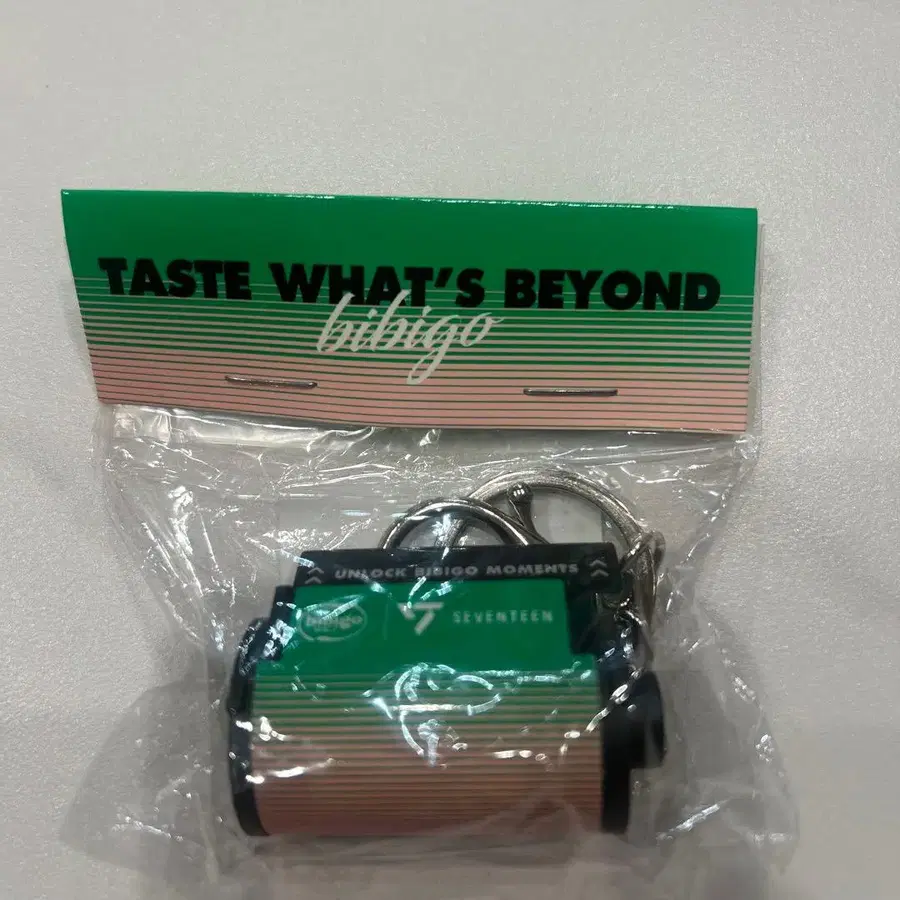 TASTE WHAT'S BEYOND
bibigo
UNLOCK BIBIGO MOMENTS
bibigo
SEVENTEEN